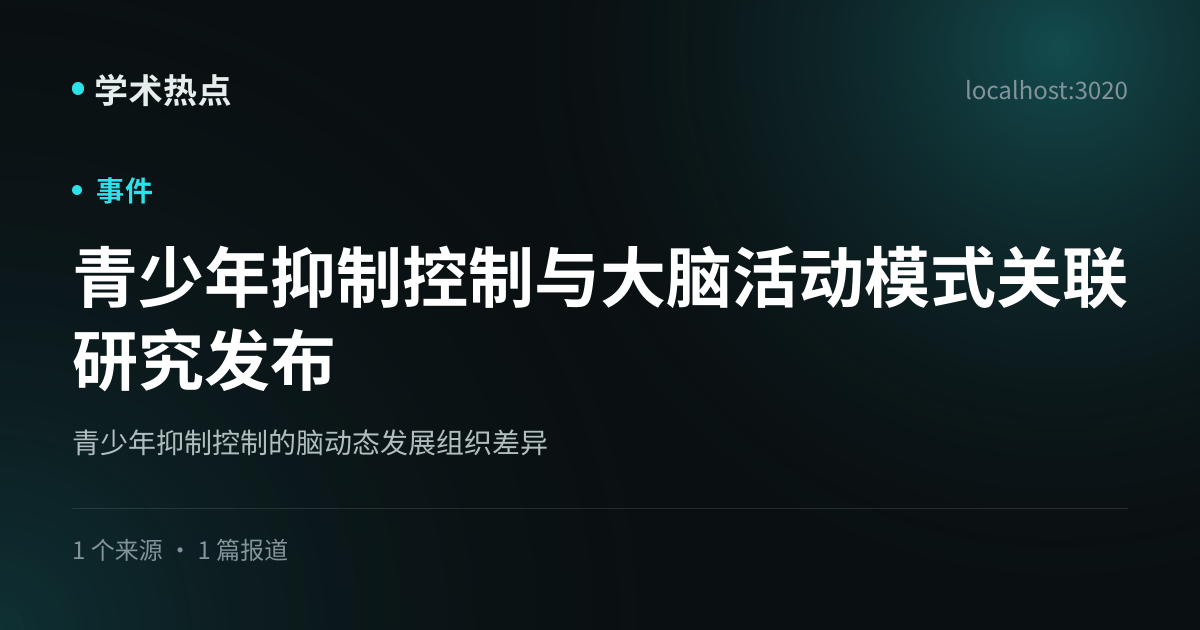 学术热点
localhost:3020
事件
青少年抑制控制与大脑活动模式关联
研究发布
青少年抑制控制的脑动态发展组织差异
1 个来源 · 1 篇报道